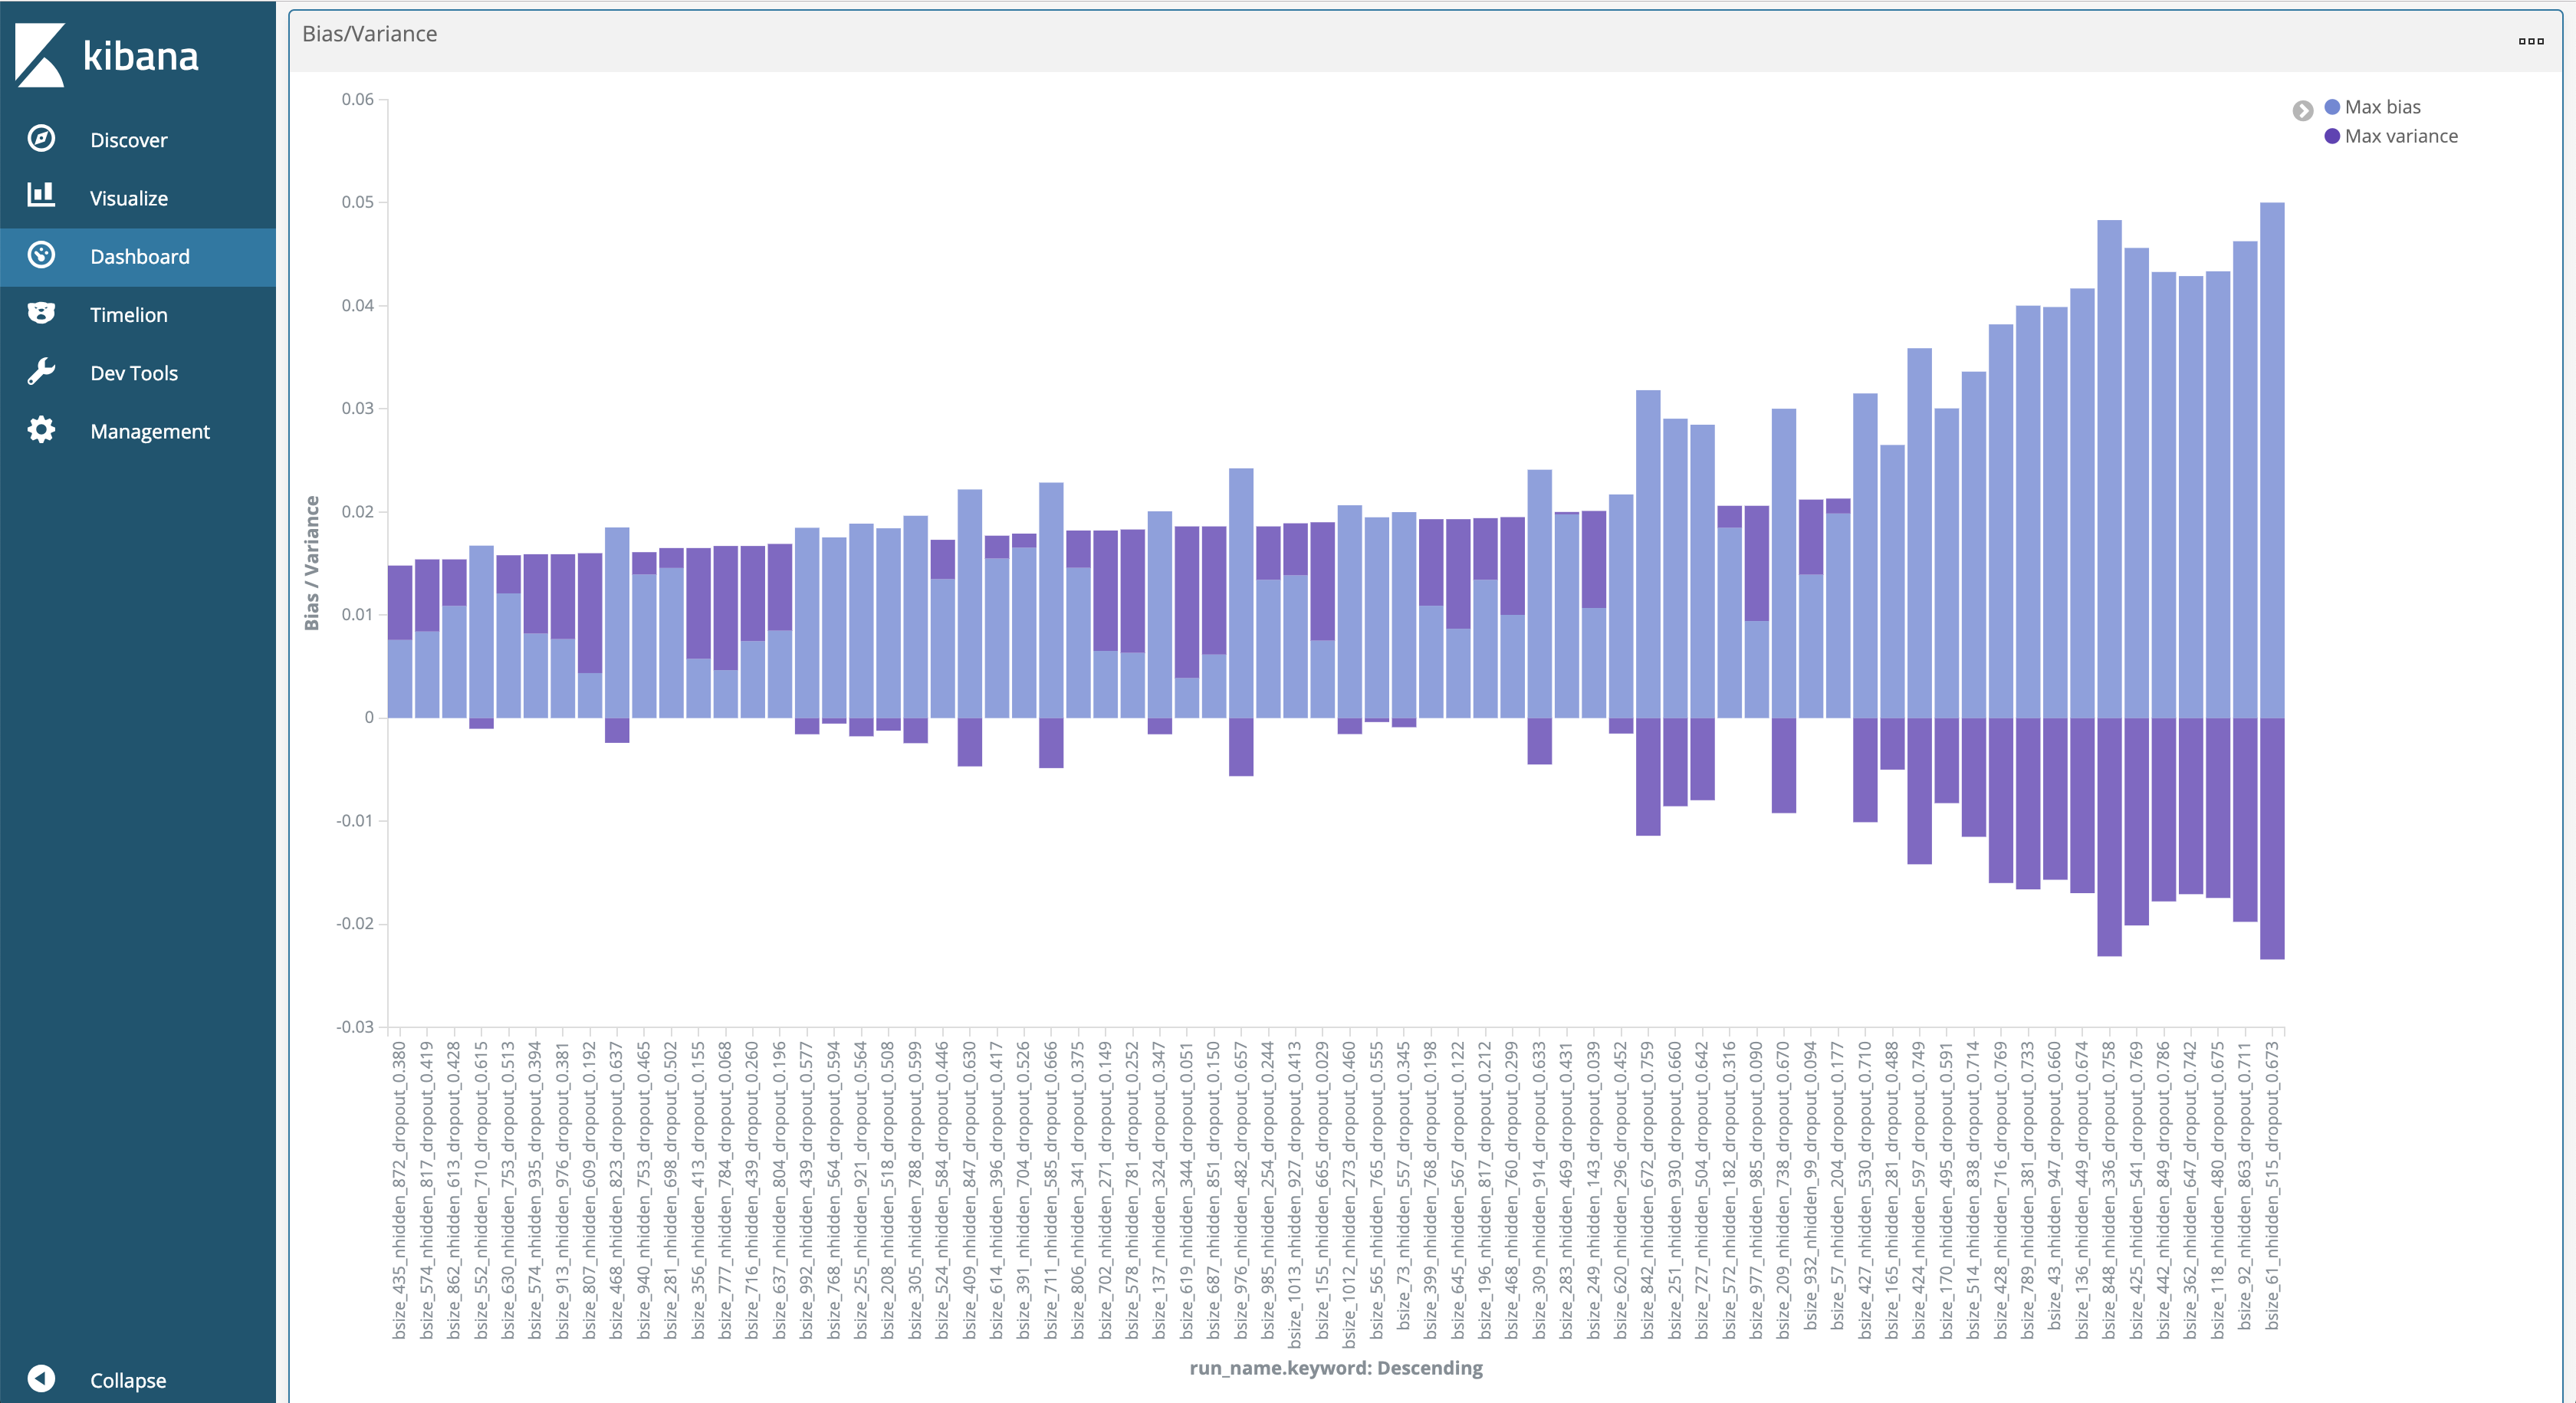 kibana
Discover
Visualize
Dashboard
Timelion
Dev Tools
Management
Collapse
Bias/Variance
Max bias
Max variance
Bias / Variance
0.06
0.05
0.04
0.03
0.02
0.01
0
-0.01
-0.02
-0.03
bsize_435_nhidden_872_dropout_0.380
bsize_574_nhidden_817_dropout_0.419
bsize_862_nhidden_613_dropout_0.428
bsize_552_nhidden_710_dropout_0.615
bsize_630_nhidden_753_dropout_0.513
bsize_574_nhidden_935_dropout_0.394
bsize_913_nhidden_976_dropout_0.381
bsize_807_nhidden_609_dropout_0.192
bsize_468_nhidden_823_dropout_0.637
bsize_940_nhidden_753_dropout_0.465
bsize_281_nhidden_698_dropout_0.502
bsize_356_nhidden_413_dropout_0.155
bsize_777_nhidden_784_dropout_0.068
bsize_716_nhidden_439_dropout_0.260
bsize_637_nhidden_804_dropout_0.196
bsize_992_nhidden_439_dropout_0.577
bsize_768_nhidden_564_dropout_0.594
bsize_255_nhidden_921_dropout_0.564
bsize_208_nhidden_518_dropout_0.508
bsize_305_nhidden_788_dropout_0.599
bsize_524_nhidden_584_dropout_0.446
bsize_409_nhidden_847_dropout_0.630
bsize_614_nhidden_396_dropout_0.417
bsize_391_nhidden_704_dropout_0.526
bsize_711_nhidden_585_dropout_0.666
bsize_806_nhidden_341_dropout_0.375
bsize_702_nhidden_271_dropout_0.149
bsize_578_nhidden_781_dropout_0.252
bsize_137_nhidden_324_dropout_0.347
bsize_619_nhidden_344_dropout_0.051
bsize_687_nhidden_851_dropout_0.150
bsize_976_nhidden_482_dropout_0.657
bsize_985_nhidden_254_dropout_0.244
bsize_1013_nhidden_927_dropout_0.413
bsize_155_nhidden_665_dropout_0.029
bsize_1012_nhidden_273_dropout_0.460
bsize_565_nhidden_765_dropout_0.555
bsize_73_nhidden_557_dropout_0.345
bsize_399_nhidden_768_dropout_0.198
bsize_645_nhidden_567_dropout_0.122
bsize_196_nhidden_817_dropout_0.212
bsize_468_nhidden_760_dropout_0.299
bsize_309_nhidden_914_dropout_0.633
bsize_283_nhidden_469_dropout_0.431
bsize_249_nhidden_143_dropout_0.039
bsize_620_nhidden_296_dropout_0.452
bsize_842_nhidden_672_dropout_0.759
bsize_251_nhidden_930_dropout_0.660
bsize_727_nhidden_504_dropout_0.642
bsize_572_nhidden_182_dropout_0.316
bsize_977_nhidden_985_dropout_0.090
bsize_209_nhidden_738_dropout_0.670
bsize_932_nhidden_99_dropout_0.094
bsize_57_nhidden_204_dropout_0.177
bsize_427_nhidden_530_dropout_0.710
bsize_165_nhidden_281_dropout_0.488
bsize_424_nhidden_597_dropout_0.749
bsize_170_nhidden_495_dropout_0.591
bsize_514_nhidden_838_dropout_0.714
bsize_428_nhidden_716_dropout_0.769
bsize_789_nhidden_381_dropout_0.733
bsize_43_nhidden_947_dropout_0.660
bsize_136_nhidden_449_dropout_0.674
bsize_848_nhidden_336_dropout_0.758
bsize_425_nhidden_541_dropout_0.769
bsize_442_nhidden_849_dropout_0.786
bsize_362_nhidden_647_dropout_0.742
bsize_118_nhidden_480_dropout_0.675
bsize_92_nhidden_863_dropout_0.711
bsize_61_nhidden_515_dropout_0.673
run_name.keyword: Descending